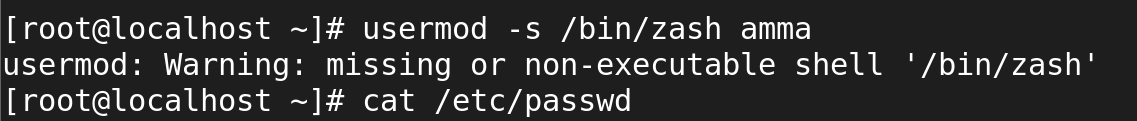 [root@localhost ~]# usermod -s /bin/zash amma
usermod: Warning: missing or non-executable shell '/bin/zash'
[root@localhost ~]# cat /etc/passwd